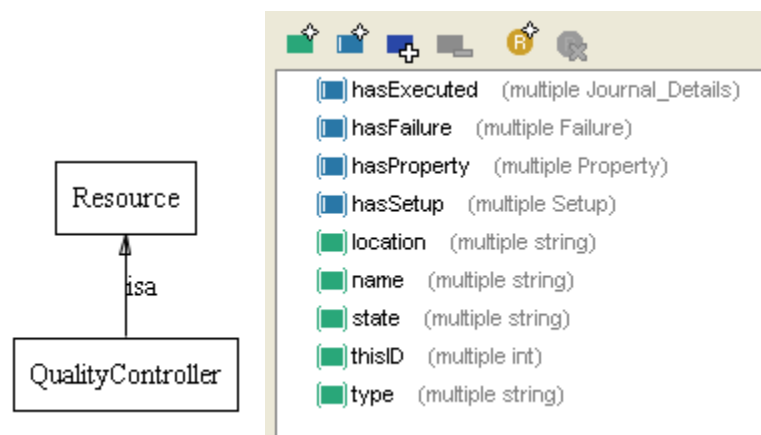 Resource
isa
QualityController
R
hasExecuted (multiple Journal_Details)
hasFailure (multiple Failure)
hasProperty (multiple Property)
hasSetup (multiple Setup)
location (multiple string)
name (multiple string)
state (multiple string)
thisID (multiple int)
type (multiple string)